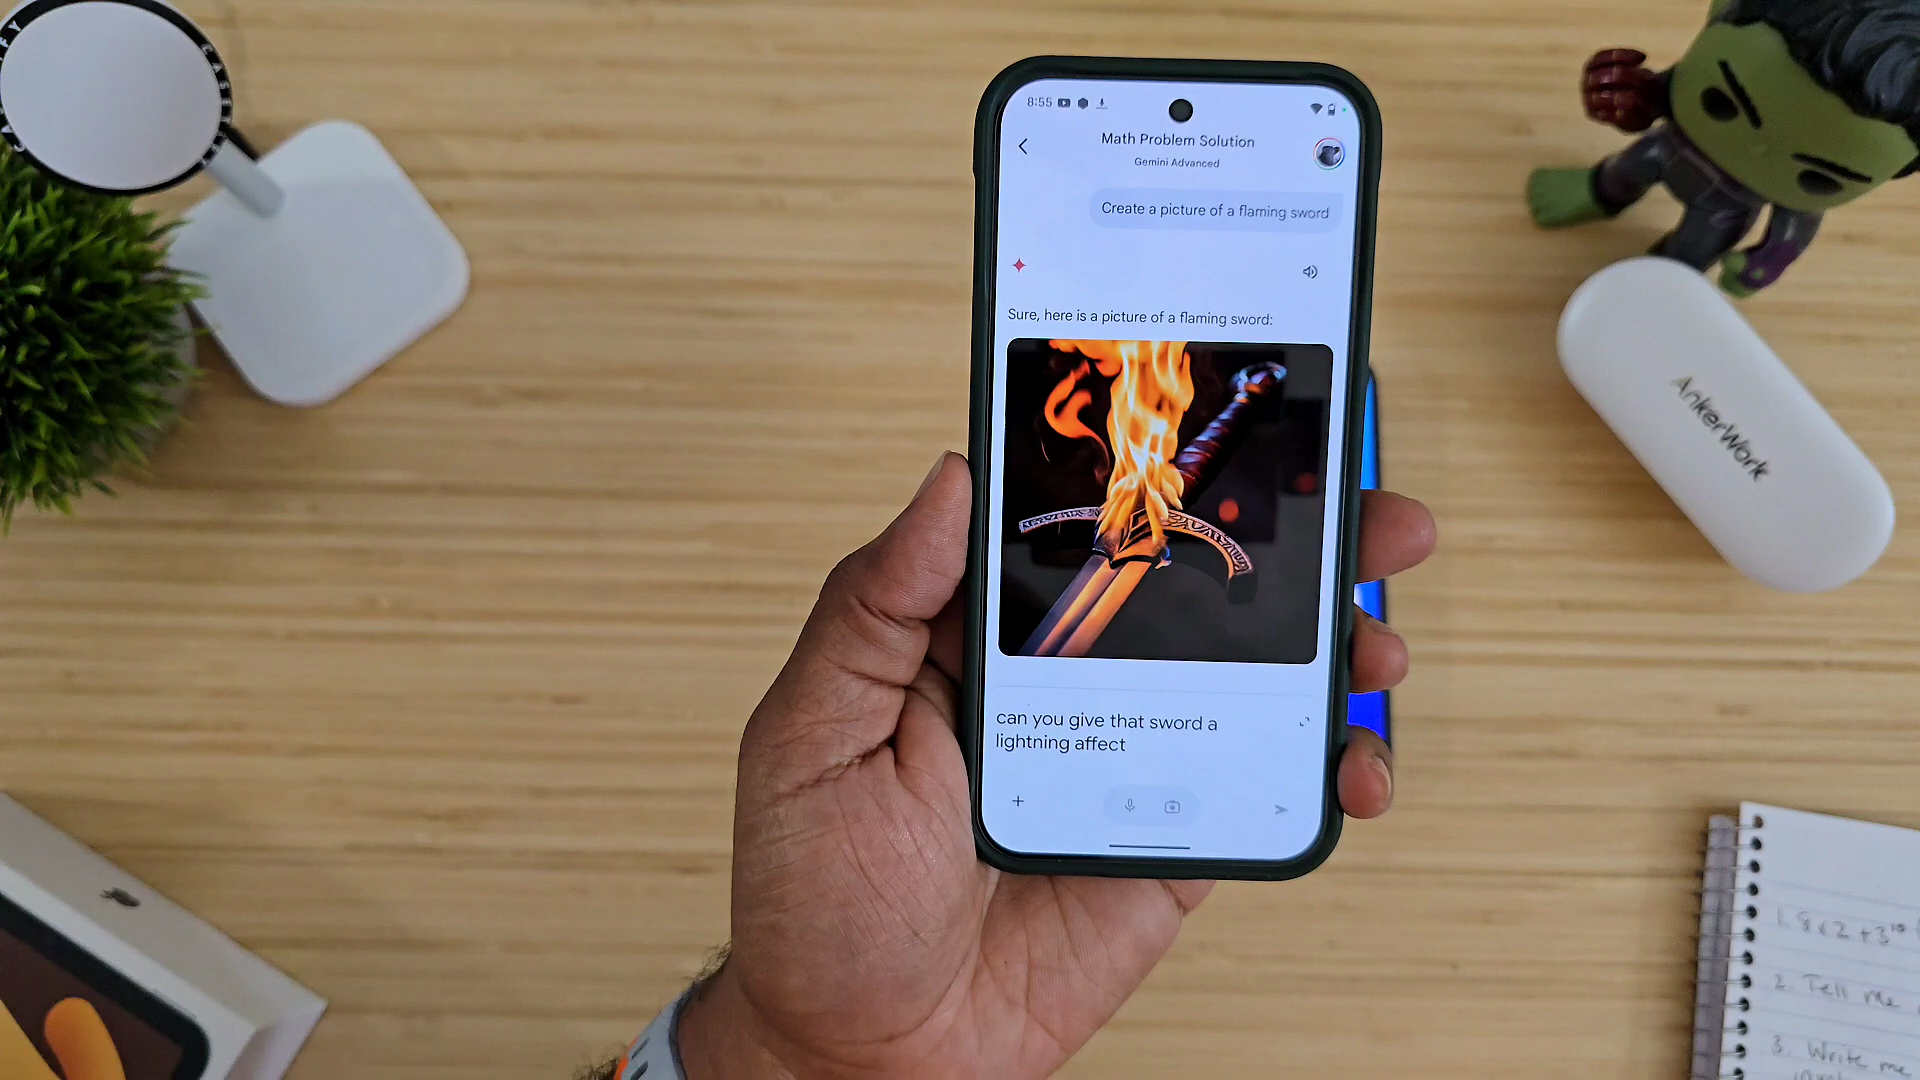 CASETIFY
8:55
Math Problem Solution
Gemini Advanced
Create a picture of a flaming sword
Sure, here is a picture of a flaming sword:
can you give that sword a
lightning affect
AnkerWork
2. Tell me
3. Write me